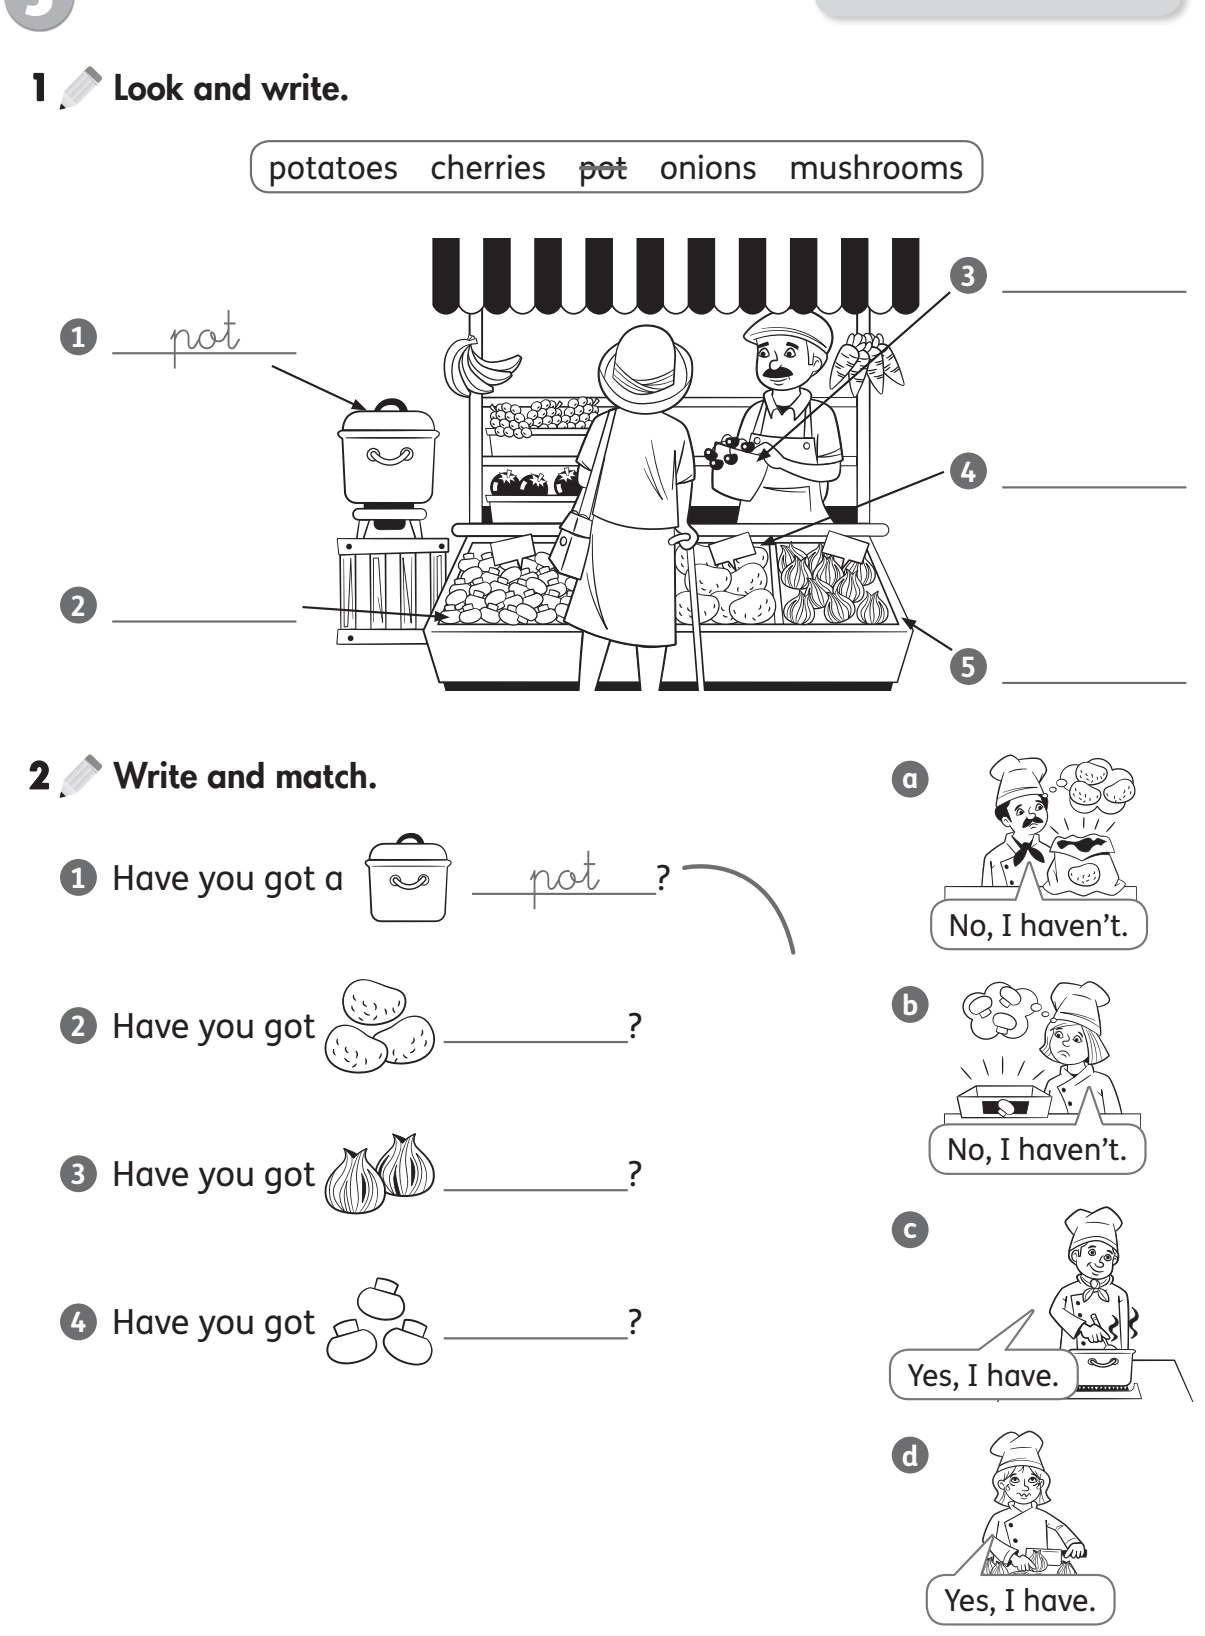 5
1 Look and write.
potatoes cherries pot onions mushrooms
1 pot
2
3
4
5
2 Write and match.
1 Have you got a pot ?
2 Have you got ?
3 Have you got ?
4 Have you got ?
a
No, I haven't.
b
No, I haven't.
c
Yes, I have.
d
Yes, I have.